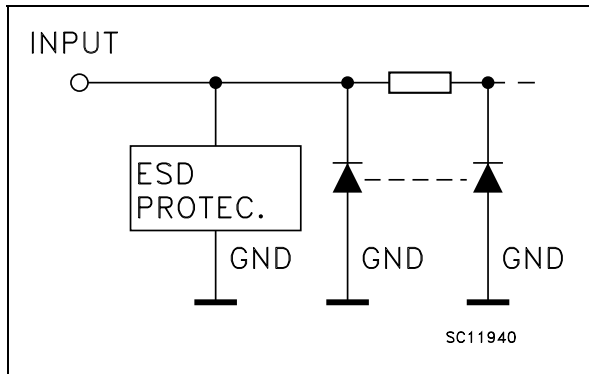 INPUT
ESD
PROTEC.
GND
GND
GND
SC11940